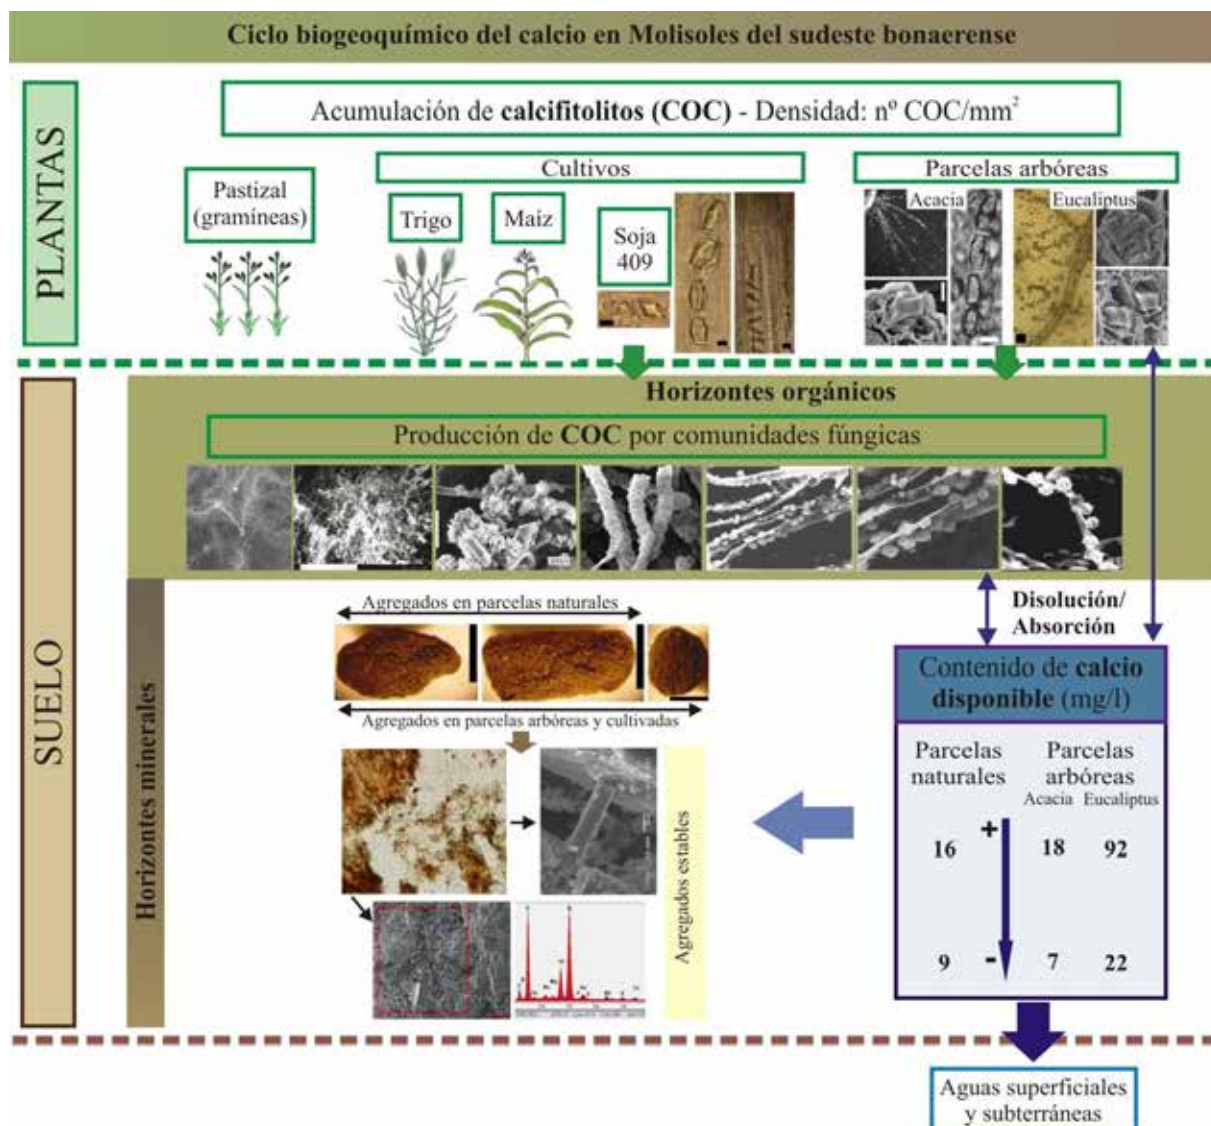 Ciclo biogeoquímico del calcio en Molisoles del sudeste bonaerense
PLANTAS
Acumulación de calcifitolitos (COC) - Densidad: nº COC/mm²
Pastizal
(gramíneas)
Cultivos
Trigo
Maiz
Soja
409
Parcelas arbóreas
Acacia
Eucaliptus
SUELO
Horizontes orgánicos
Producción de COC por comunidades fúngicas
Horizontes minerales
Agregados en parcelas naturales
Agregados en parcelas arbóreas y cultivadas
Agregados estables
Disolución/
Absorción
Contenido de calcio
disponible (mg/l)
Parcelas
naturales
Parcelas
arbóreas
Acacia Eucaliptus
16 + 18 92
9 - 7 22
Aguas superficiales
y subterráneas